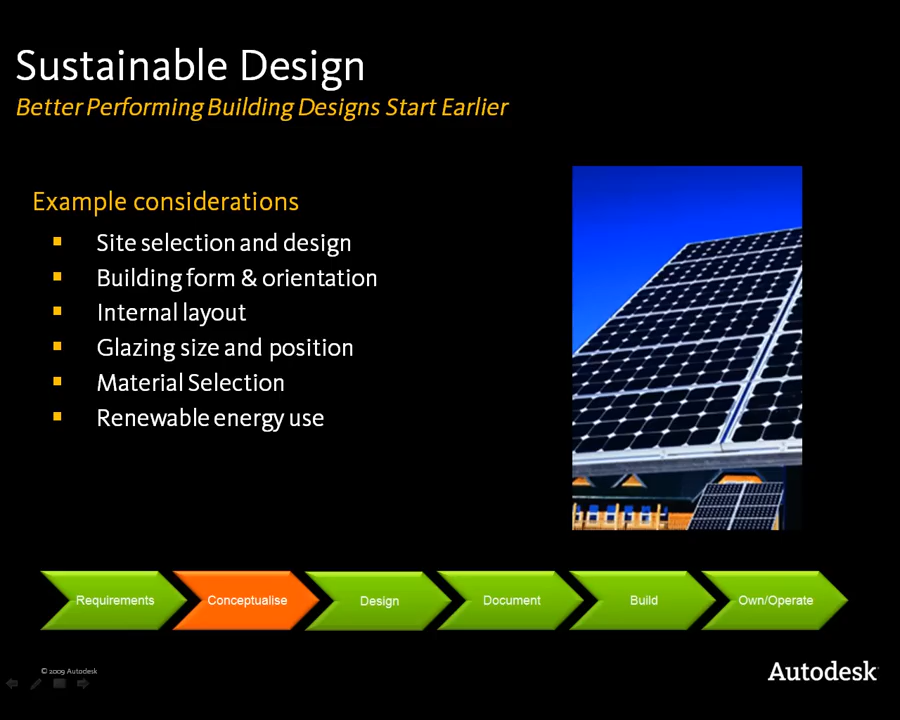 Sustainable Design
Better Performing Building Designs Start Earlier
Example considerations
Site selection and design
Building form & orientation
Internal layout
Glazing size and position
Material Selection
Renewable energy use
Requirements
Conceptualise
Design
Document
Build
Own/Operate
© 2009 Autodesk
Autodesk